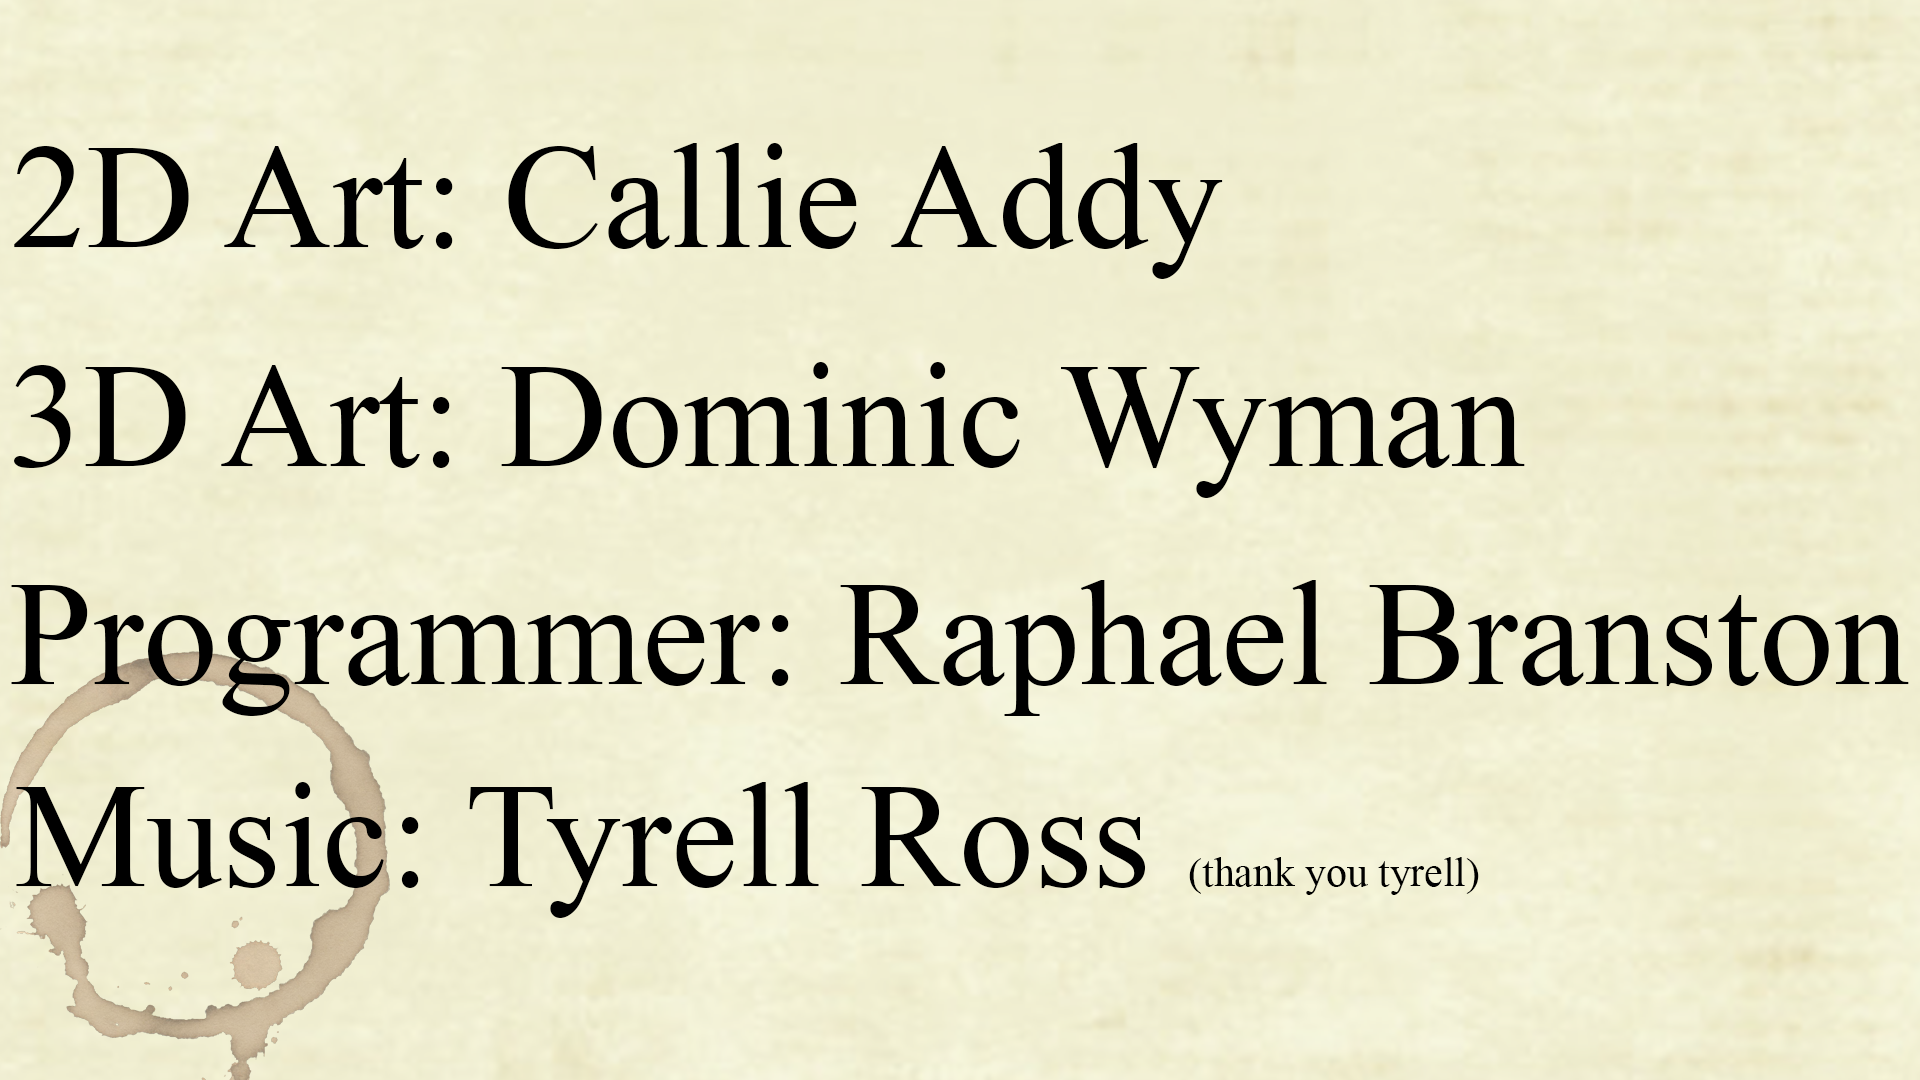 2D Art: Callie Addy
3D Art: Dominic Wyman
Programmer: Raphael Branston
Music: Tyrell Ross (thank you tyrell)